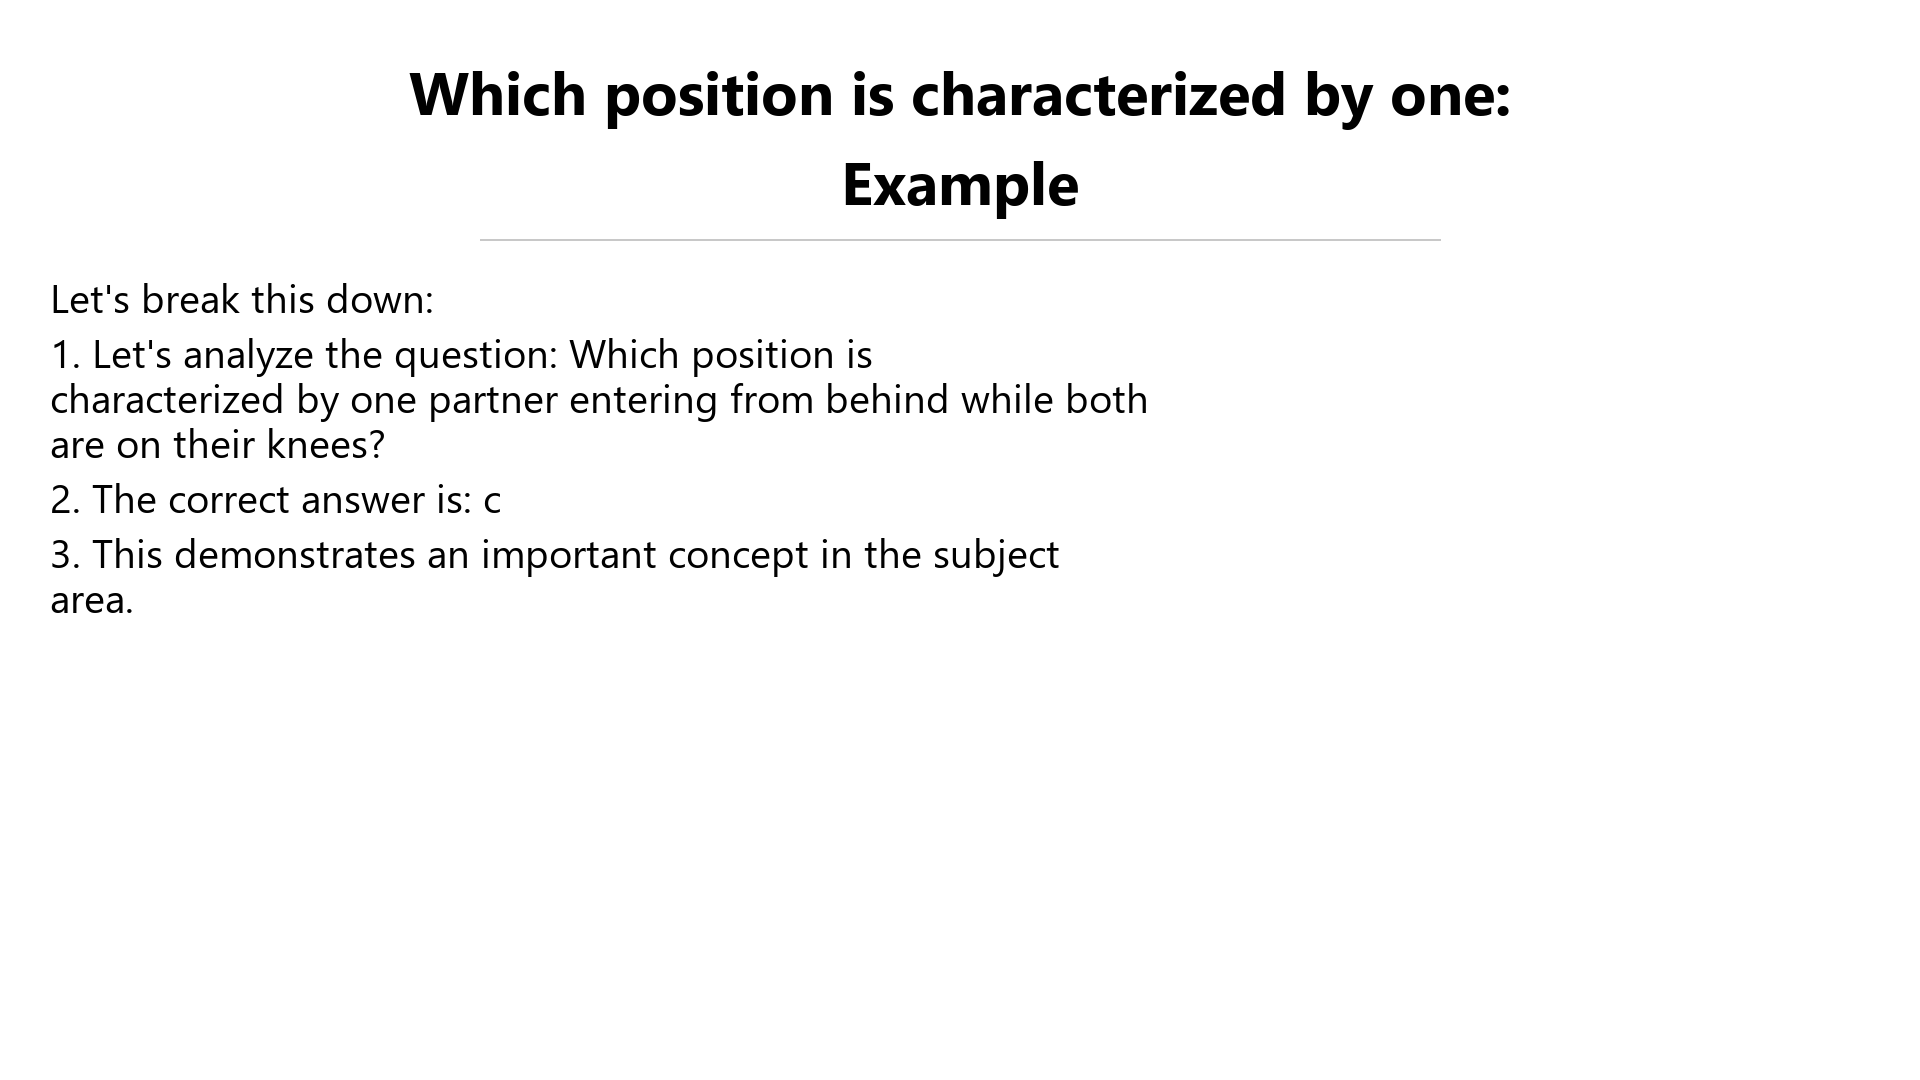 Which position is characterized by one:
Example
Let's break this down:
1. Let's analyze the question: Which position is
characterized by one partner entering from behind while both
are on their knees?
2. The correct answer is: c
3. This demonstrates an important concept in the subject
area.